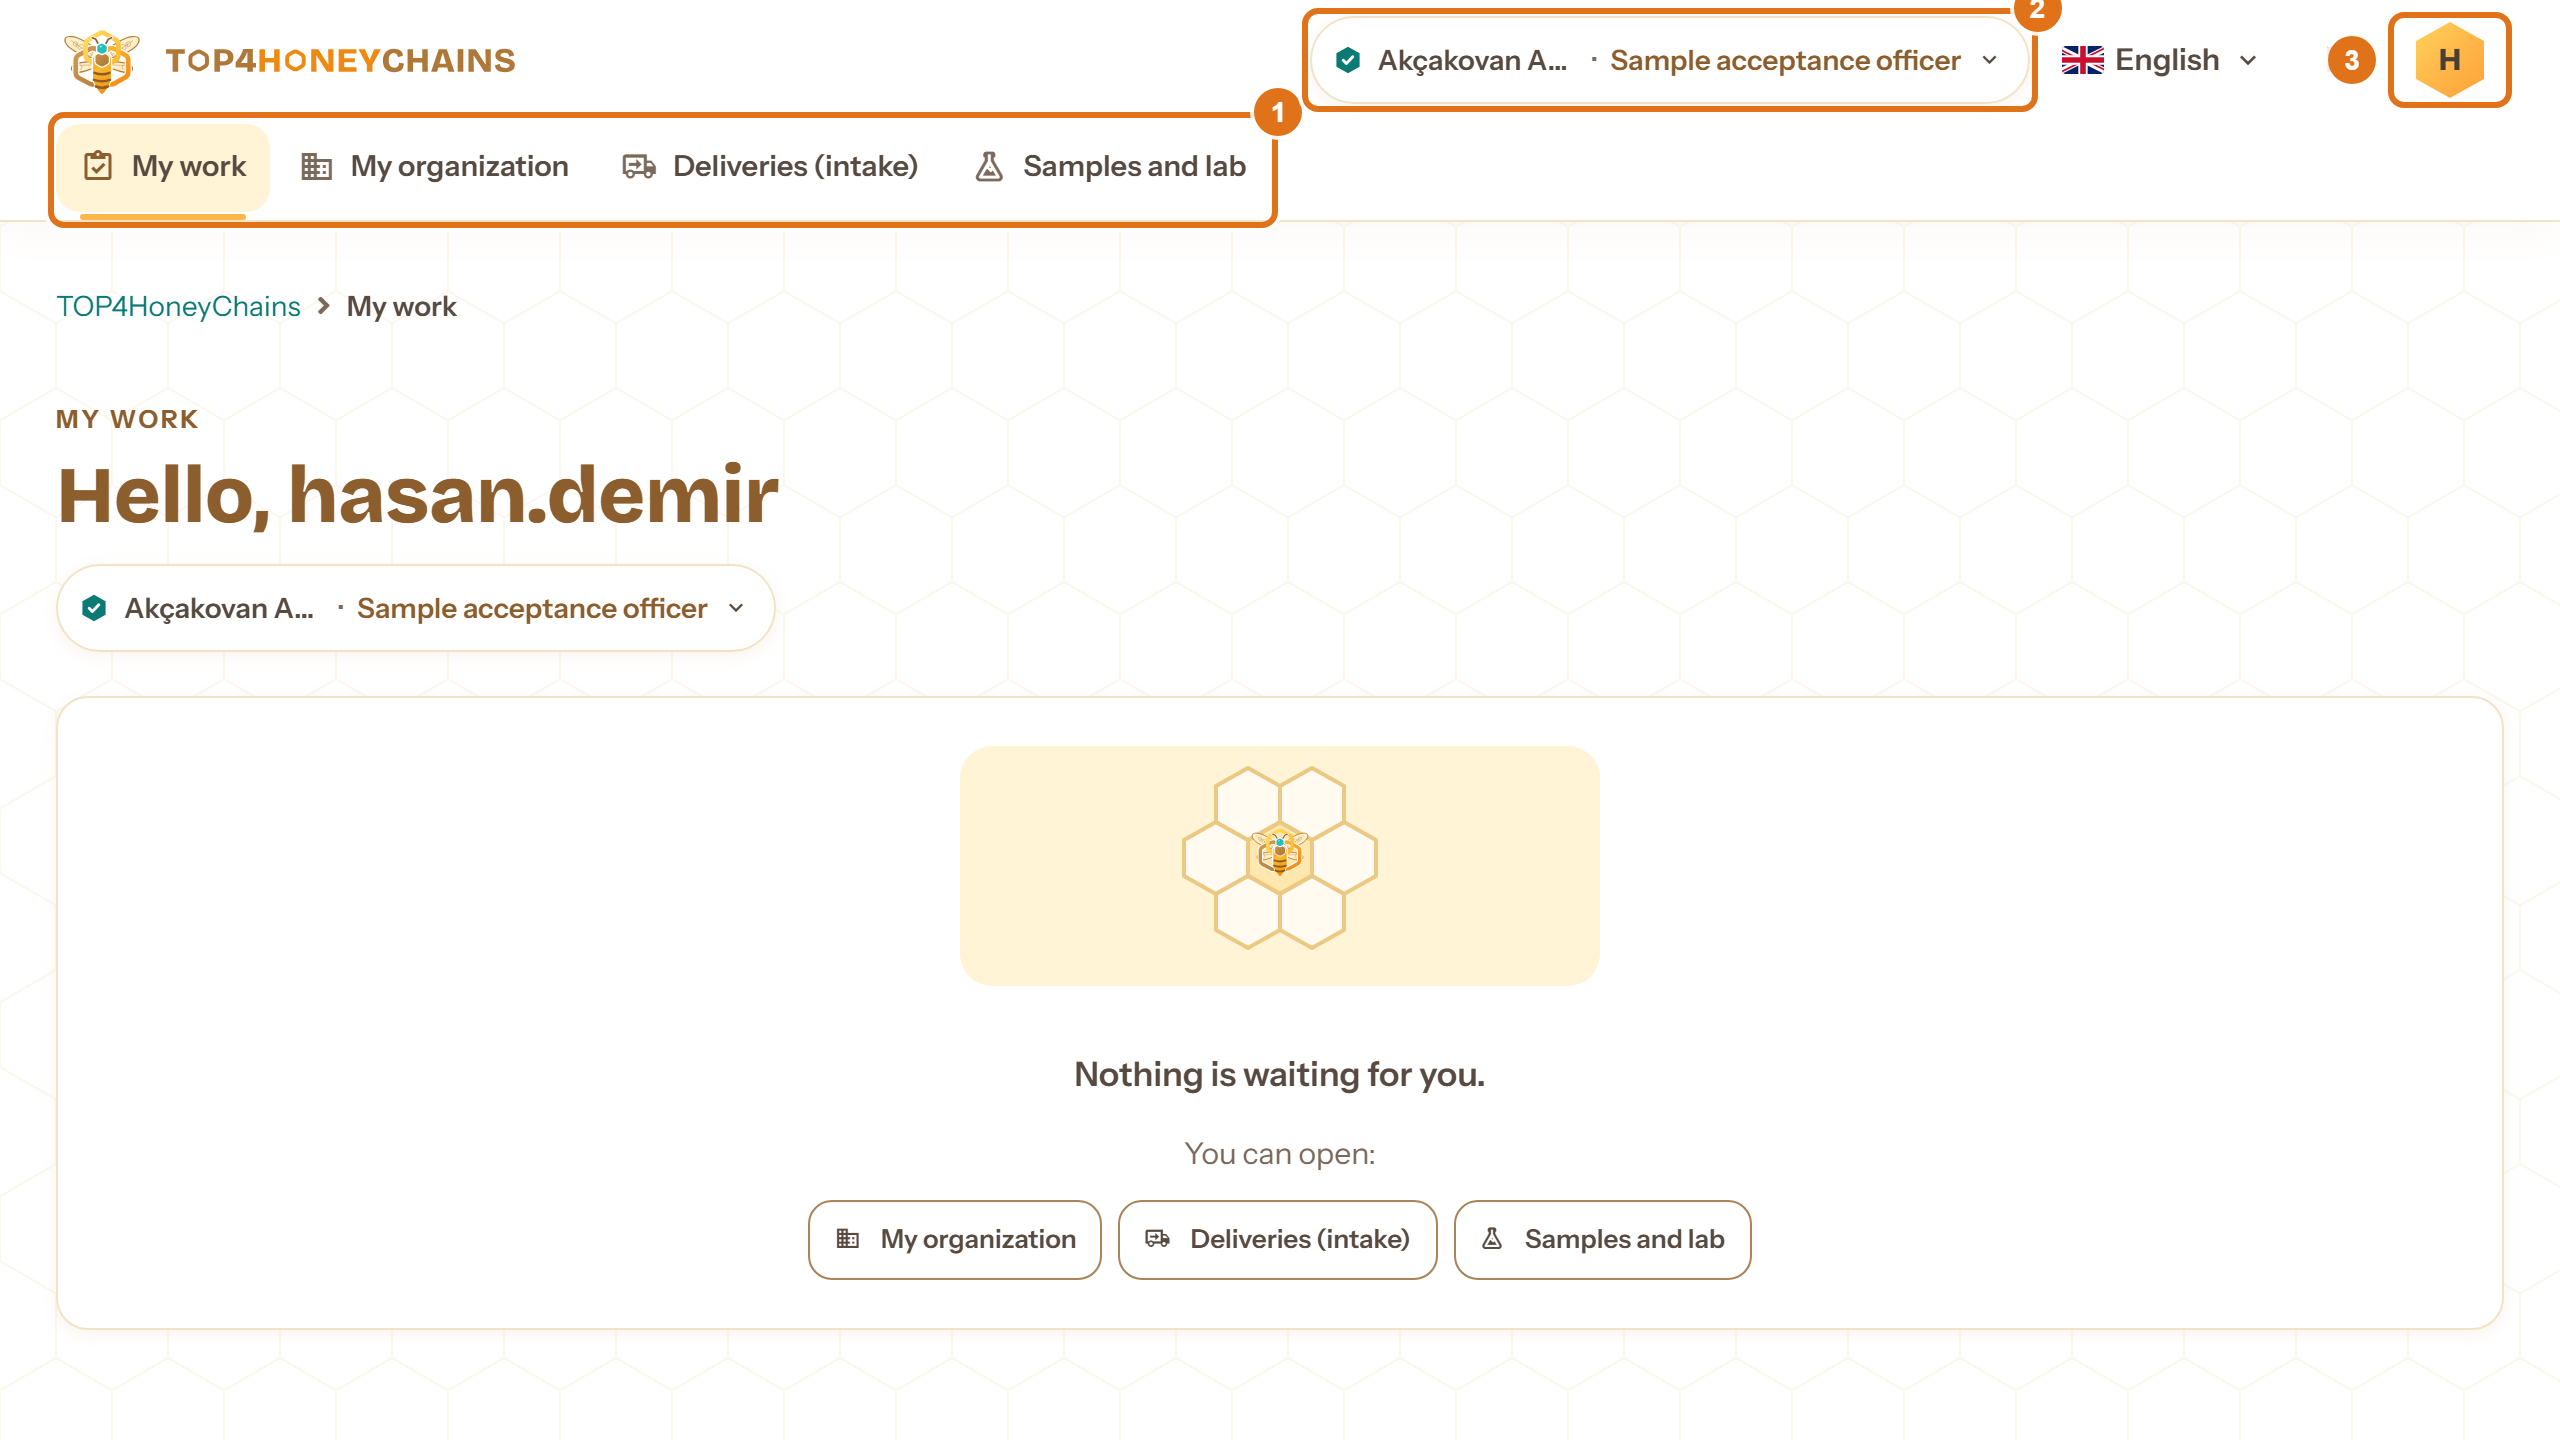 TOP4HONEYCHAINS
Akçakovan A... · Sample acceptance officer
2
English
3
H
1
My work
My organization
Deliveries (intake)
Samples and lab
TOP4HoneyChains > My work
MY WORK
Hello, hasan.demir
Akçakovan A... · Sample acceptance officer
Nothing is waiting for you.
You can open:
My organization
Deliveries (intake)
Samples and lab